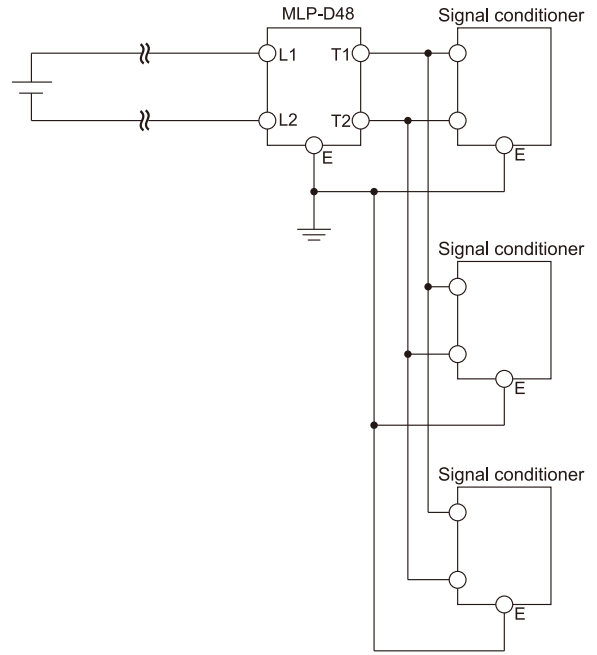 MLP-D48
Signal conditioner
L1
T1
L2
T2
E
E
Signal conditioner
E
Signal conditioner
E